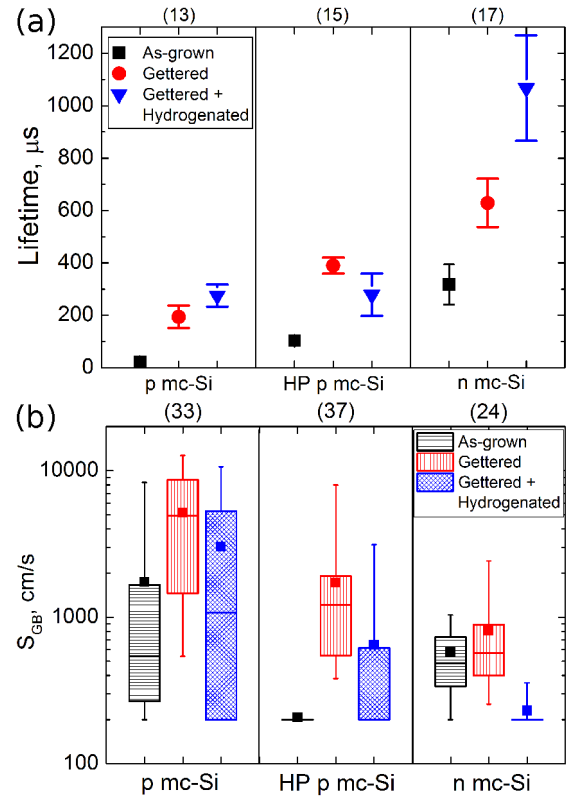 (a)
(13)
(15)
(17)
1200
1000
800
600
400
200
0
Lifetime, μs
As-grown
Gettered
Gettered +
Hydrogenated
p mc-Si
HP p mc-Si
n mc-Si
(b)
(33)
(37)
(24)
10000
1000
100
S_GB, cm/s
As-grown
Gettered
Gettered +
Hydrogenated
p mc-Si
HP p mc-Si
n mc-Si